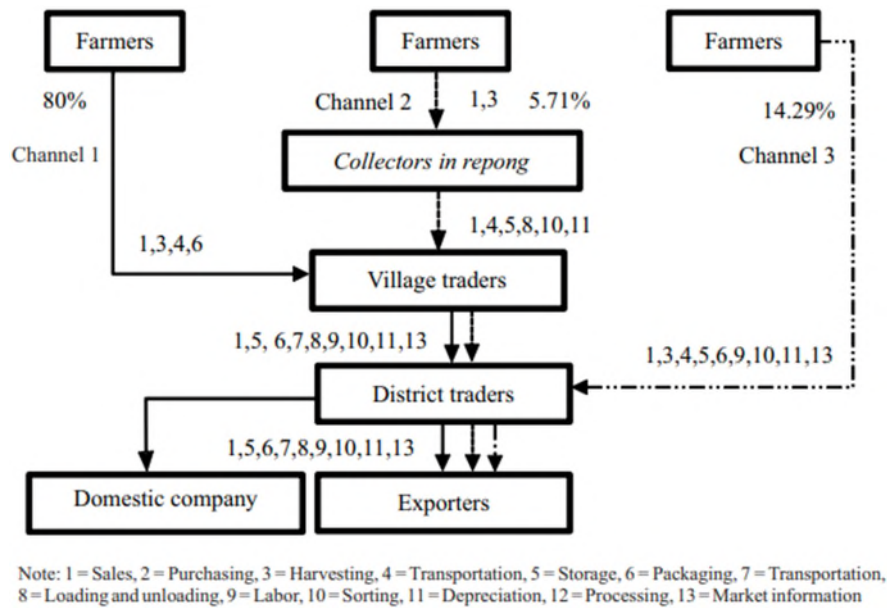 Farmers
Farmers
Farmers
80%
Channel 2
1,3
5.71%
14.29%
Channel 1
Channel 3
Collectors in repong
1,4,5,8,10,11
1,3,4,6
Village traders
1,5, 6,7,8,9,10,11,13
1,3,4,5,6,9,10,11,13
District traders
1,5,6,7,8,9,10,11,13
Domestic company
Exporters
Note: 1 = Sales, 2 = Purchasing, 3 = Harvesting, 4 = Transportation, 5 = Storage, 6 = Packaging, 7 = Transportation,
8 = Loading and unloading, 9 = Labor, 10 = Sorting, 11 = Depreciation, 12 = Processing, 13 = Market information